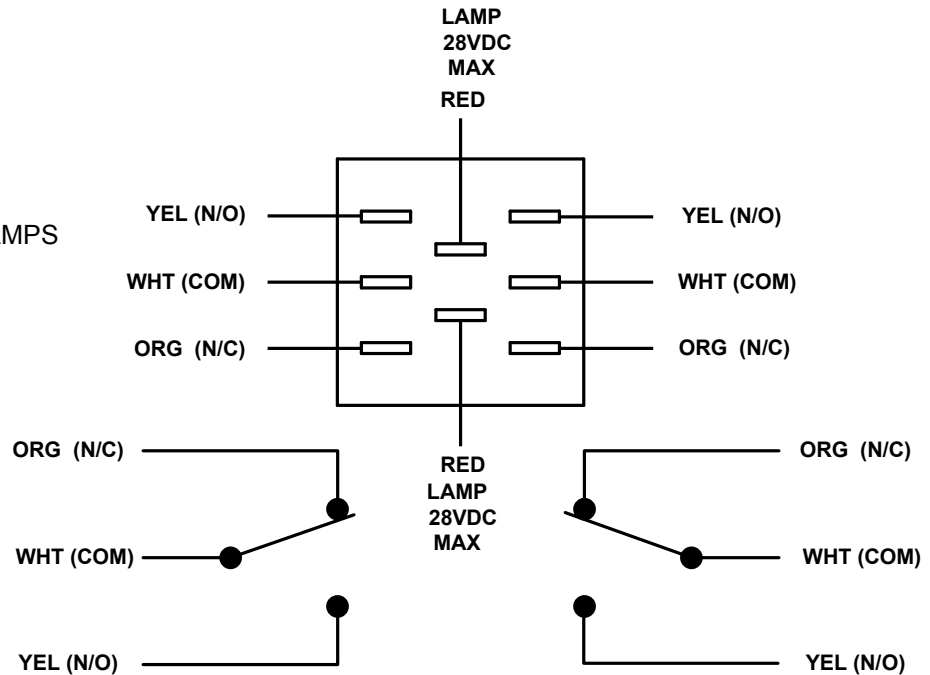 LAMP
28VDC
MAX
RED
YEL (N/O)
YEL (N/O)
WHT (COM)
WHT (COM)
ORG (N/C)
ORG (N/C)
ORG (N/C)
RED
LAMP
28VDC
MAX
ORG (N/C)
WHT (COM)
WHT (COM)
YEL (N/O)
YEL (N/O)